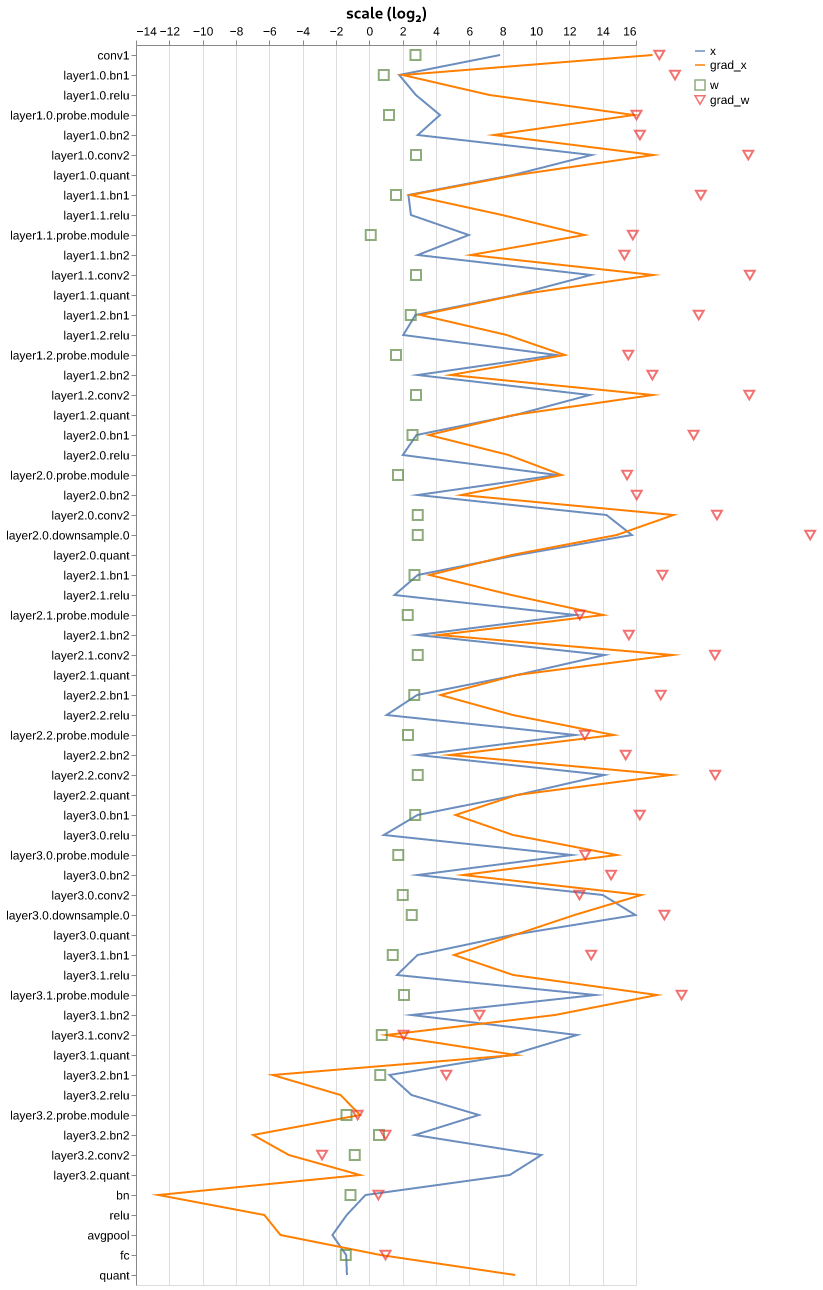 scale (log₂)
−14 −12 −10 −8 −6 −4 −2 0 2 4 6 8 10 12 14 16
x
grad_x
w
grad_w
conv1
layer1.0.bn1
layer1.0.relu
layer1.0.probe.module
layer1.0.bn2
layer1.0.conv2
layer1.0.quant
layer1.1.bn1
layer1.1.relu
layer1.1.probe.module
layer1.1.bn2
layer1.1.conv2
layer1.1.quant
layer1.2.bn1
layer1.2.relu
layer1.2.probe.module
layer1.2.bn2
layer1.2.conv2
layer1.2.quant
layer2.0.bn1
layer2.0.relu
layer2.0.probe.module
layer2.0.bn2
layer2.0.conv2
layer2.0.downsample.0
layer2.0.quant
layer2.1.bn1
layer2.1.relu
layer2.1.probe.module
layer2.1.bn2
layer2.1.conv2
layer2.1.quant
layer2.2.bn1
layer2.2.relu
layer2.2.probe.module
layer2.2.bn2
layer2.2.conv2
layer2.2.quant
layer3.0.bn1
layer3.0.relu
layer3.0.probe.module
layer3.0.bn2
layer3.0.conv2
layer3.0.downsample.0
layer3.0.quant
layer3.1.bn1
layer3.1.relu
layer3.1.probe.module
layer3.1.bn2
layer3.1.conv2
layer3.1.quant
layer3.2.bn1
layer3.2.relu
layer3.2.probe.module
layer3.2.bn2
layer3.2.conv2
layer3.2.quant
bn
relu
avgpool
fc
quant